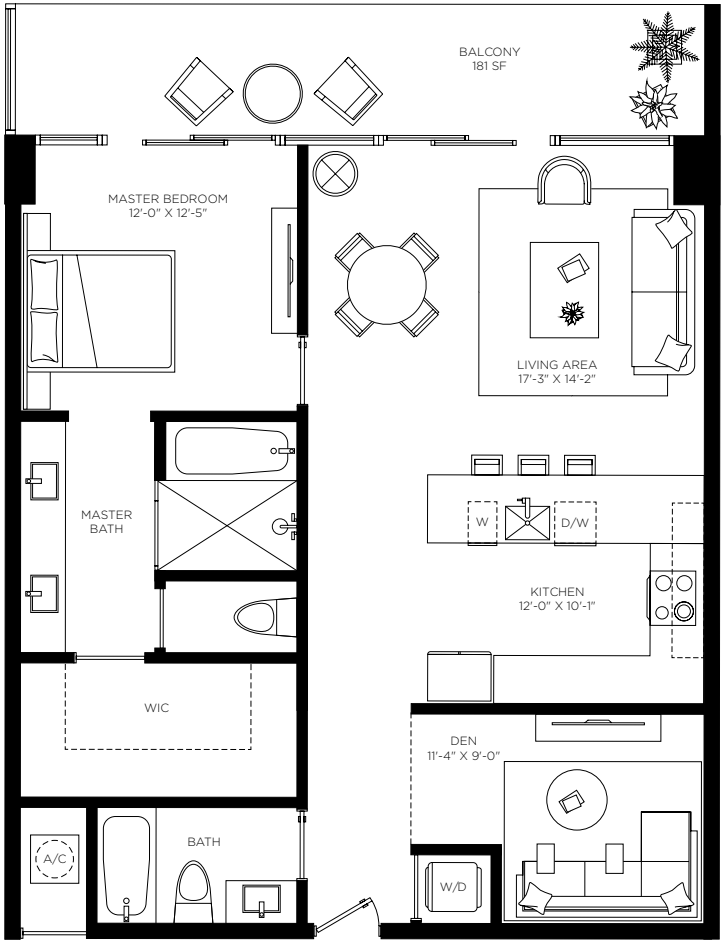 BALCONY
181 SF
MASTER BEDROOM
12'-0" X 12'-5"
LIVING AREA
17'-3" X 14'-2"
MASTER
BATH
W
D/W
KITCHEN
12'-0" X 10'-1"
WIC
DEN
11'-4" X 9'-0"
BATH
A/C
W/D